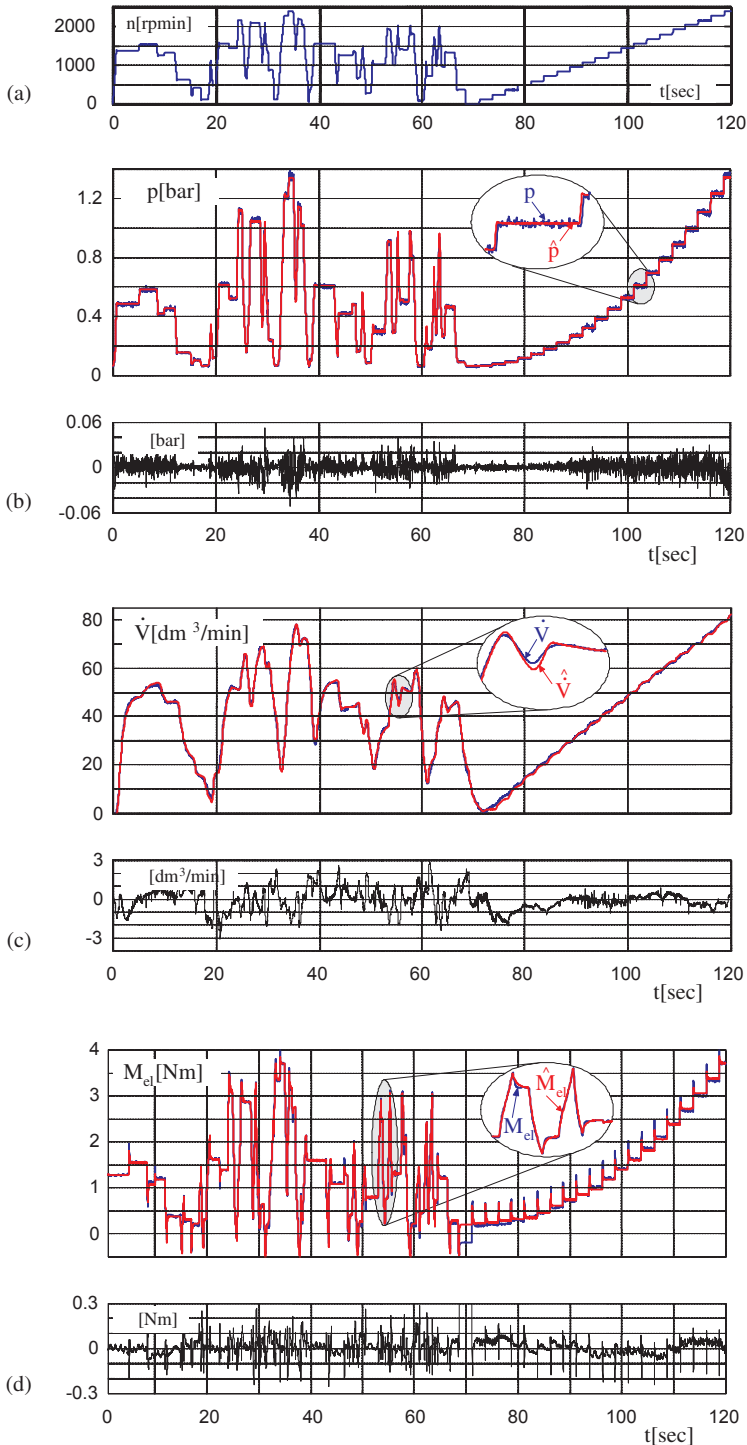 n[rpmin]
2000
1000
0
(a)
t[sec]
0 20 40 60 80 100 120
p[bar]
1.2
0.8
0.4
0
p
p̂
0.06
[bar]
0
-0.06
(b)
0 20 40 60 80 100 120
t[sec]
V̇[dm ³/min]
80
60
40
20
0
V̇
V̇̂
3
[dm³/min]
0
-3
(c)
0 20 40 60 80 100 120
t[sec]
M_el[Nm]
4
3
2
1
0
M̂_el
M_el
0.3
[Nm]
0
-0.3
(d)
0 20 40 60 80 100 120
t[sec]